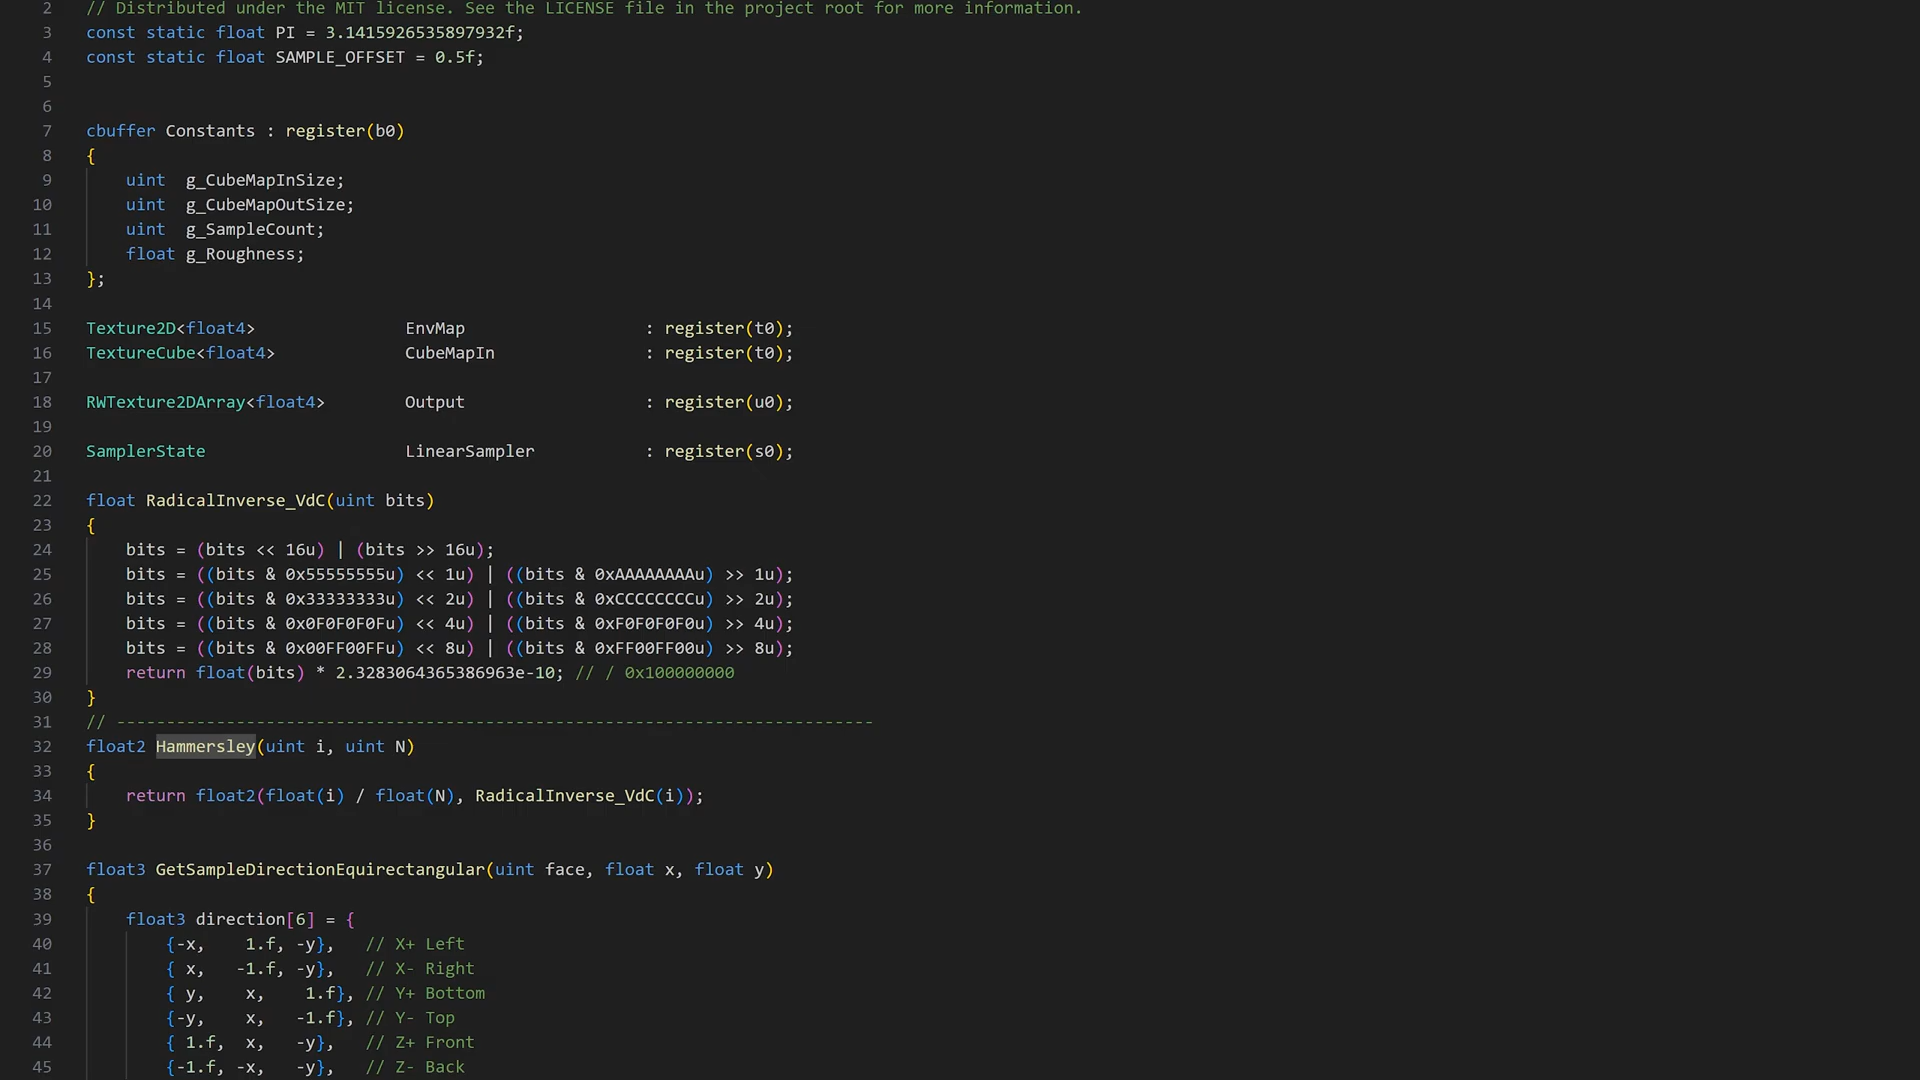 2 // Distributed under the MIT license. See the LICENSE file in the project root for more information.
3 const static float PI = 3.1415926535897932f;
4 const static float SAMPLE_OFFSET = 0.5f;
5
6
7 cbuffer Constants : register(b0)
8 {
9     uint  g_CubeMapInSize;
10     uint  g_CubeMapOutSize;
11     uint  g_SampleCount;
12     float g_Roughness;
13 };
14
15 Texture2D<float4>               EnvMap                  : register(t0);
16 TextureCube<float4>             CubeMapIn               : register(t0);
17
18 RWTexture2DArray<float4>        Output                  : register(u0);
19
20 SamplerState                    LinearSampler           : register(s0);
21
22 float RadicalInverse_VdC(uint bits)
23 {
24     bits = (bits << 16u) | (bits >> 16u);
25     bits = ((bits & 0x55555555u) << 1u) | ((bits & 0xAAAAAAAAu) >> 1u);
26     bits = ((bits & 0x33333333u) << 2u) | ((bits & 0xCCCCCCCCu) >> 2u);
27     bits = ((bits & 0x0F0F0F0Fu) << 4u) | ((bits & 0xF0F0F0F0u) >> 4u);
28     bits = ((bits & 0x00FF00FFu) << 8u) | ((bits & 0xFF00FF00u) >> 8u);
29     return float(bits) * 2.3283064365386963e-10; // / 0x100000000
30 }
31 // ----------------------------------------------------------------------------
32 float2 Hammersley(uint i, uint N)
33 {
34     return float2(float(i) / float(N), RadicalInverse_VdC(i));
35 }
36
37 float3 GetSampleDirectionEquirectangular(uint face, float x, float y)
38 {
39     float3 direction[6] = {
40         {-x,    1.f, -y},   // X+ Left
41         { x,   -1.f, -y},   // X- Right
42         { y,    x,    1.f}, // Y+ Bottom
43         {-y,    x,   -1.f}, // Y- Top
44         { 1.f,  x,   -y},   // Z+ Front
45         {-1.f, -x,   -y},   // Z- Back